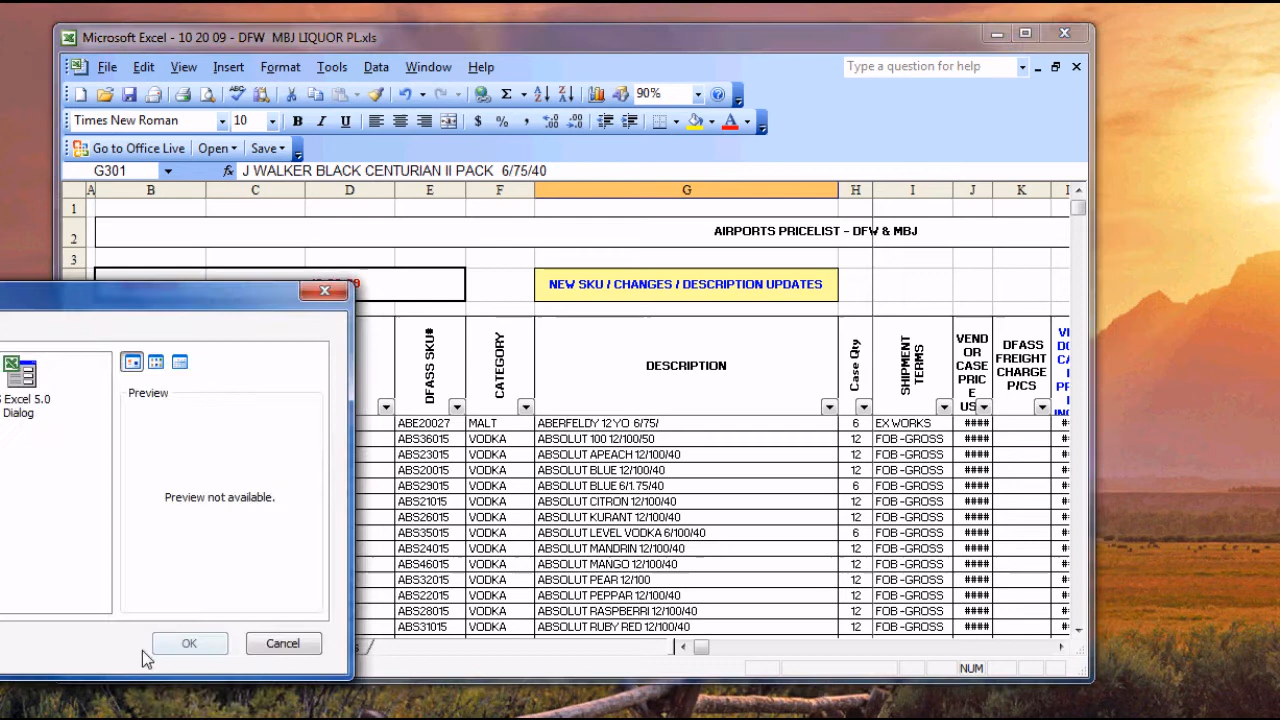 Microsoft Excel - 10 20 09 - DFW MBJ LIQUOR PL.xls
File Edit View Insert Format Tools Data Window Help
Type a question for help
90%
Times New Roman 10 B I U $ % ,
Go to Office Live Open Save
G301 fx J WALKER BLACK CENTURIAN II PACK 6/75/40
A B C D E F G H I J K
1
2 AIRPORTS PRICELIST - DFW & MBJ
3
NEW SKU / CHANGES / DESCRIPTION UPDATES
DFASS SKU#
CATEGORY
DESCRIPTION
Case Qty
SHIPMENT TERMS
VEND
OR
CASE
PRIC
E
US
DFASS
FREIGHT
CHARGE
P/CS
ABE20027 MALT ABERFELDY 12YO 6/75/ 6 EX WORKS ####
ABS36015 VODKA ABSOLUT 100 12/100/50 12 FOB -GROSS ####
ABS23015 VODKA ABSOLUT APEACH 12/100/40 12 FOB -GROSS ####
ABS20015 VODKA ABSOLUT BLUE 12/100/40 12 FOB -GROSS ####
ABS29015 VODKA ABSOLUT BLUE 6/1.75/40 6 FOB -GROSS ####
ABS21015 VODKA ABSOLUT CITRON 12/100/40 12 FOB -GROSS ####
ABS26015 VODKA ABSOLUT KURANT 12/100/40 12 FOB -GROSS ####
ABS35015 VODKA ABSOLUT LEVEL VODKA 6/100/40 6 FOB -GROSS ####
ABS24015 VODKA ABSOLUT MANDRIN 12/100/40 12 FOB -GROSS ####
ABS46015 VODKA ABSOLUT MANGO 12/100/40 12 FOB -GROSS ####
ABS32015 VODKA ABSOLUT PEAR 12/100 12 FOB -GROSS ####
ABS22015 VODKA ABSOLUT PEPPAR 12/100/40 12 FOB -GROSS ####
ABS28015 VODKA ABSOLUT RASPBERRI 12/100/40 12 FOB -GROSS ####
ABS31015 VODKA ABSOLUT RUBY RED 12/100/40 12 FOB -GROSS ####
NUM
Excel 5.0
Dialog
Preview
Preview not available.
OK Cancel